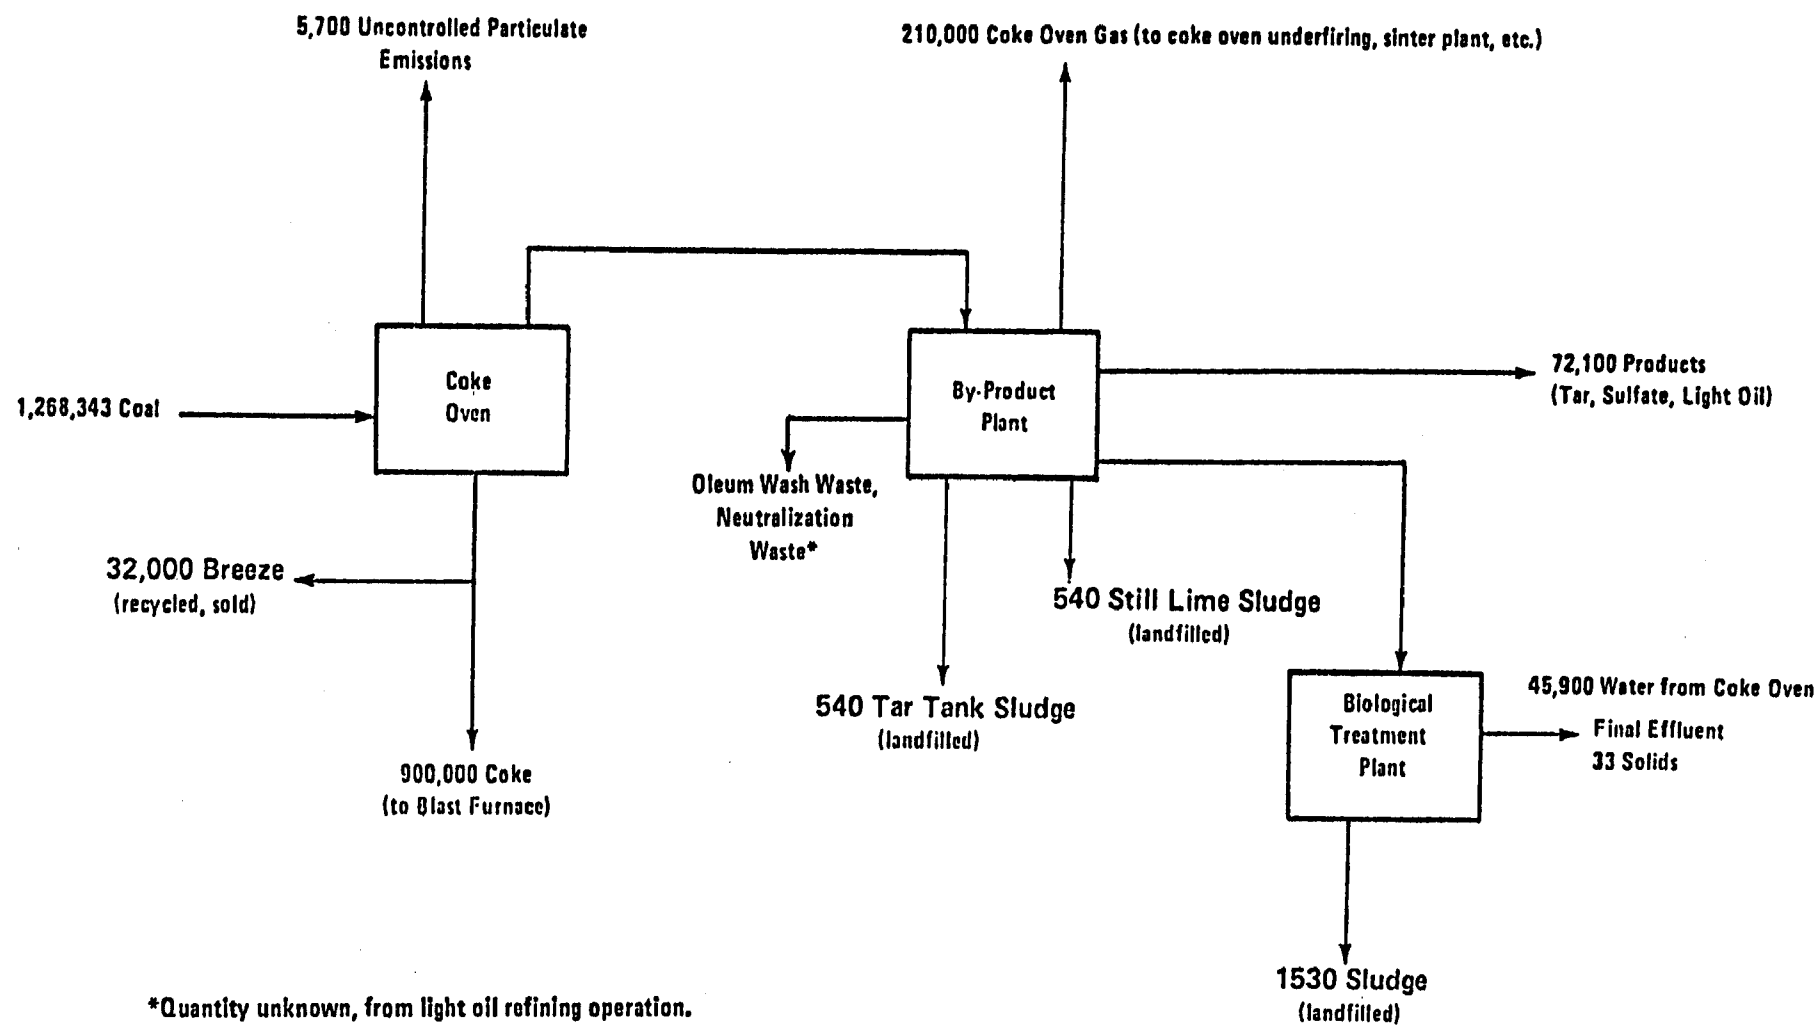 5,700 Uncontrolled Particulate
Emissions
210,000 Coke Oven Gas (to coke oven underfiring, sinter plant, etc.)
Coke
Oven
1,268,343 Coal
By-Product
Plant
72,100 Products
(Tar, Sulfate, Light Oil)
Oleum Wash Waste,
Neutralization
Waste*
32,000 Breeze
(recycled, sold)
540 Still Lime Sludge
(landfilled)
540 Tar Tank Sludge
(landfilled)
Biological
Treatment
Plant
45,900 Water from Coke Oven
Final Effluent
33 Solids
900,000 Coke
(to Blast Furnace)
1530 Sludge
(landfilled)
*Quantity unknown, from light oil refining operation.